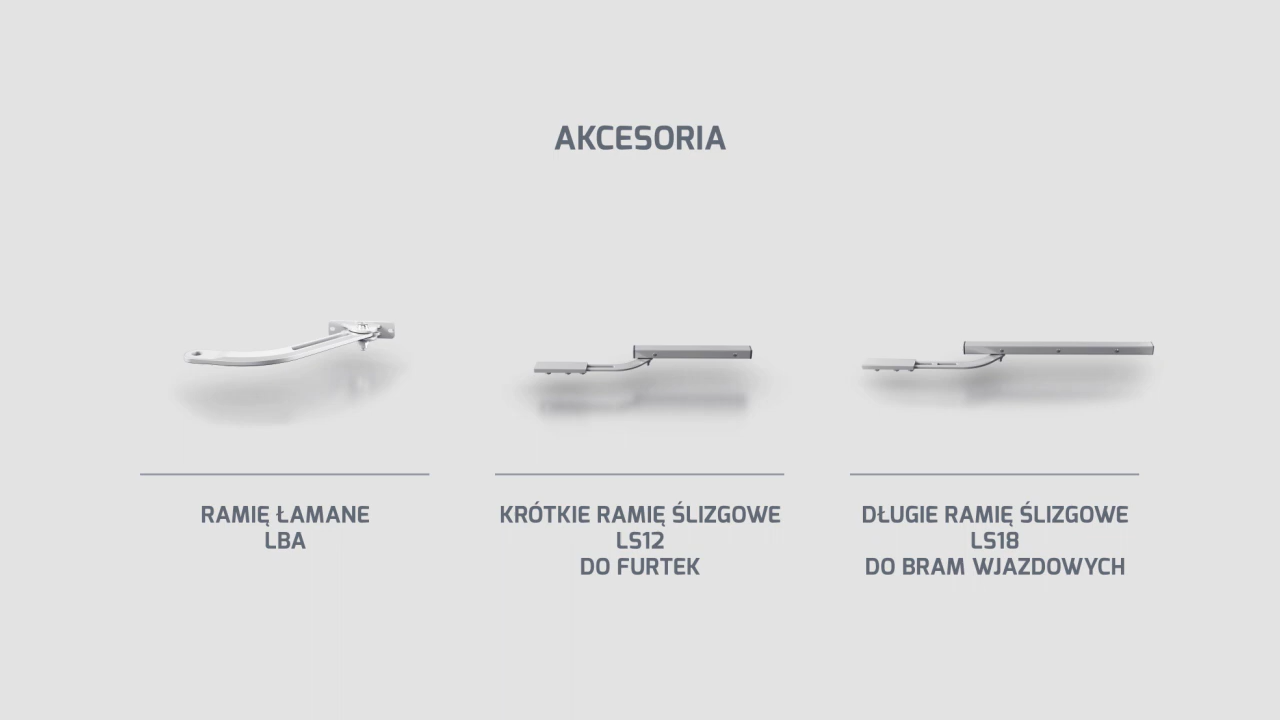 AKCESORIA
RAMIĘ ŁAMANE
LBA
KRÓTKIE RAMIĘ ŚLIZGOWE
LS12
DO FURTEK
DŁUGIE RAMIĘ ŚLIZGOWE
LS18
DO BRAM WJAZDOWYCH